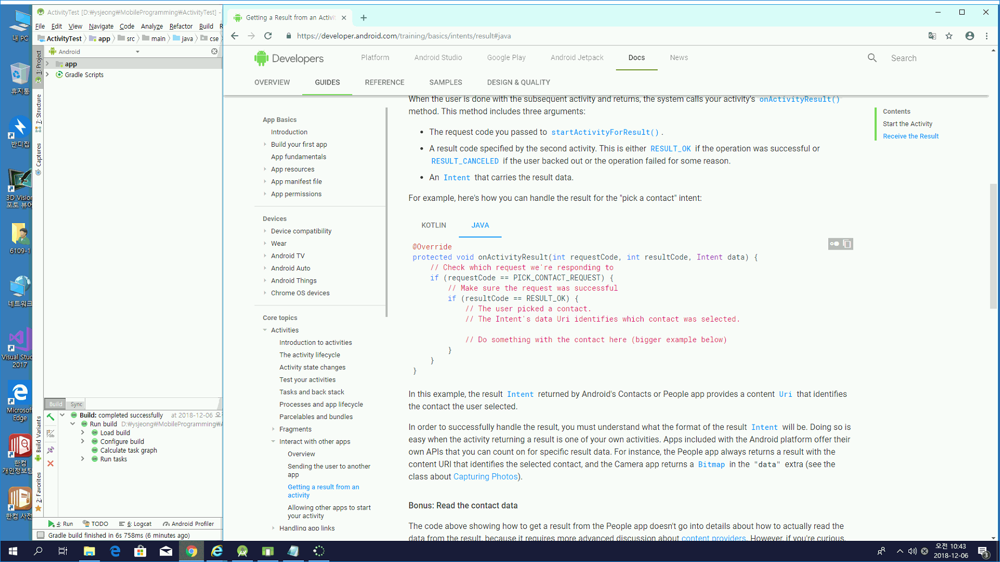 내 PC
휴지통
반디집
3D Vision
포토 뷰어
6109-1
네트워크
Visual Stud
2017
Microsoft
Edge
한컴
개인정보탐
한컴 사전
ActivityTest [D:₩ysjeong₩MobileProgramming₩ActivityTest] -
File Edit View Navigate Code Analyze Refactor Build R
ActivityTest app src main java cse
Android
1: Project
7: Structure
Captures
Build Variants
2: Favorites
app
Gradle Scripts
Build Sync
Build: completed successfully at 2018-12-06 오
Run build D:₩ysjeong₩MobileProgramming₩A
Load build
Configure build
Calculate task graph
Run tasks
4: Run TODO 6: Logcat Android Profiler
Gradle build finished in 6s 758ms (6 minutes ago)
Getting a Result from an Activit
https://developer.android.com/training/basics/intents/result#java
Developers Platform Android Studio Google Play Android Jetpack Docs News Search
OVERVIEW GUIDES REFERENCE SAMPLES DESIGN & QUALITY
App Basics
Introduction
Build your first app
App fundamentals
App resources
App manifest file
App permissions
Devices
Device compatibility
Wear
Android TV
Android Auto
Android Things
Chrome OS devices
Core topics
Activities
Introduction to activities
The activity lifecycle
Activity state changes
Test your activities
Tasks and back stack
Processes and app lifecycle
Parcelables and bundles
Fragments
Interact with other apps
Overview
Sending the user to another
app
Getting a result from an
activity
Allowing other apps to start
your activity
Handling app links
When the user is done with the subsequent activity and returns, the system calls your activity's onActivityResult()
method. This method includes three arguments:
• The request code you passed to startActivityForResult() .
• A result code specified by the second activity. This is either RESULT_OK if the operation was successful or
RESULT_CANCELED if the user backed out or the operation failed for some reason.
• An Intent that carries the result data.
For example, here's how you can handle the result for the "pick a contact" intent:
KOTLIN JAVA
@Override
protected void onActivityResult(int requestCode, int resultCode, Intent data) {
// Check which request we're responding to
if (requestCode == PICK_CONTACT_REQUEST) {
// Make sure the request was successful
if (resultCode == RESULT_OK) {
// The user picked a contact.
// The Intent's data Uri identifies which contact was selected.
// Do something with the contact here (bigger example below)
}
}
}
In this example, the result Intent returned by Android's Contacts or People app provides a content Uri that identifies
the contact the user selected.
In order to successfully handle the result, you must understand what the format of the result Intent will be. Doing so is
easy when the activity returning a result is one of your own activities. Apps included with the Android platform offer their
own APIs that you can count on for specific result data. For instance, the People app always returns a result with the
content URI that identifies the selected contact, and the Camera app returns a Bitmap in the "data" extra (see the
class about Capturing Photos).
Bonus: Read the contact data
The code above showing how to get a result from the People app doesn't go into details about how to actually read the
data from the result, because it requires more advanced discussion about content providers. However, if you're curious,
Contents
Start the Activity
Receive the Result
오전 10:43
2018-12-06
3